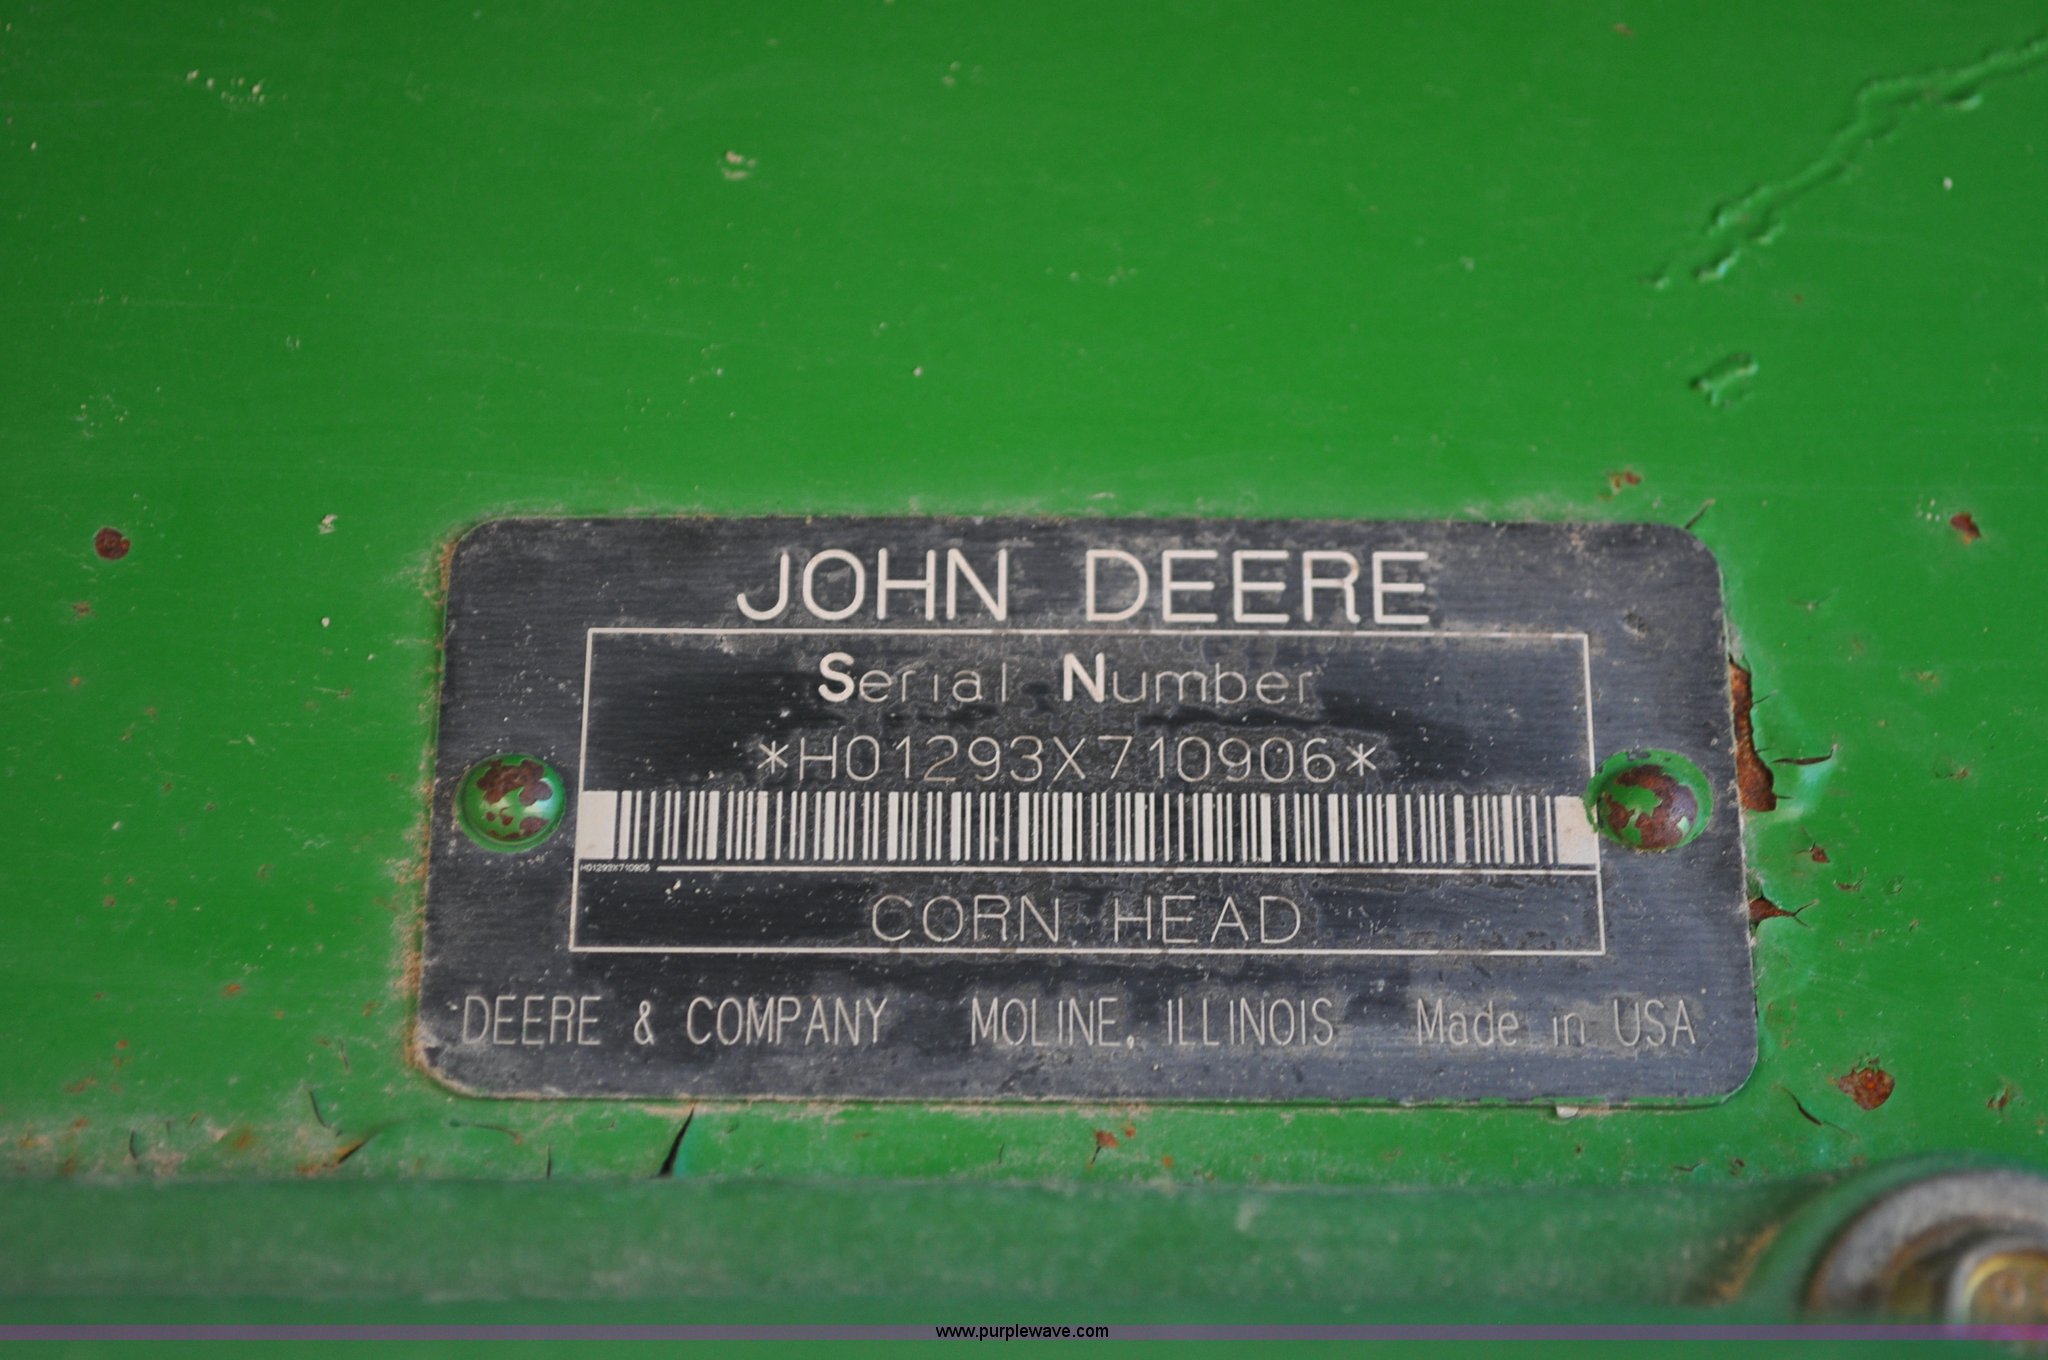 JOHN DEERE
Serial Number
*H01293X710906*
H01293X710906
CORN HEAD
DEERE & COMPANY MOLINE, ILLINOIS Made in USA
www.purplewave.com